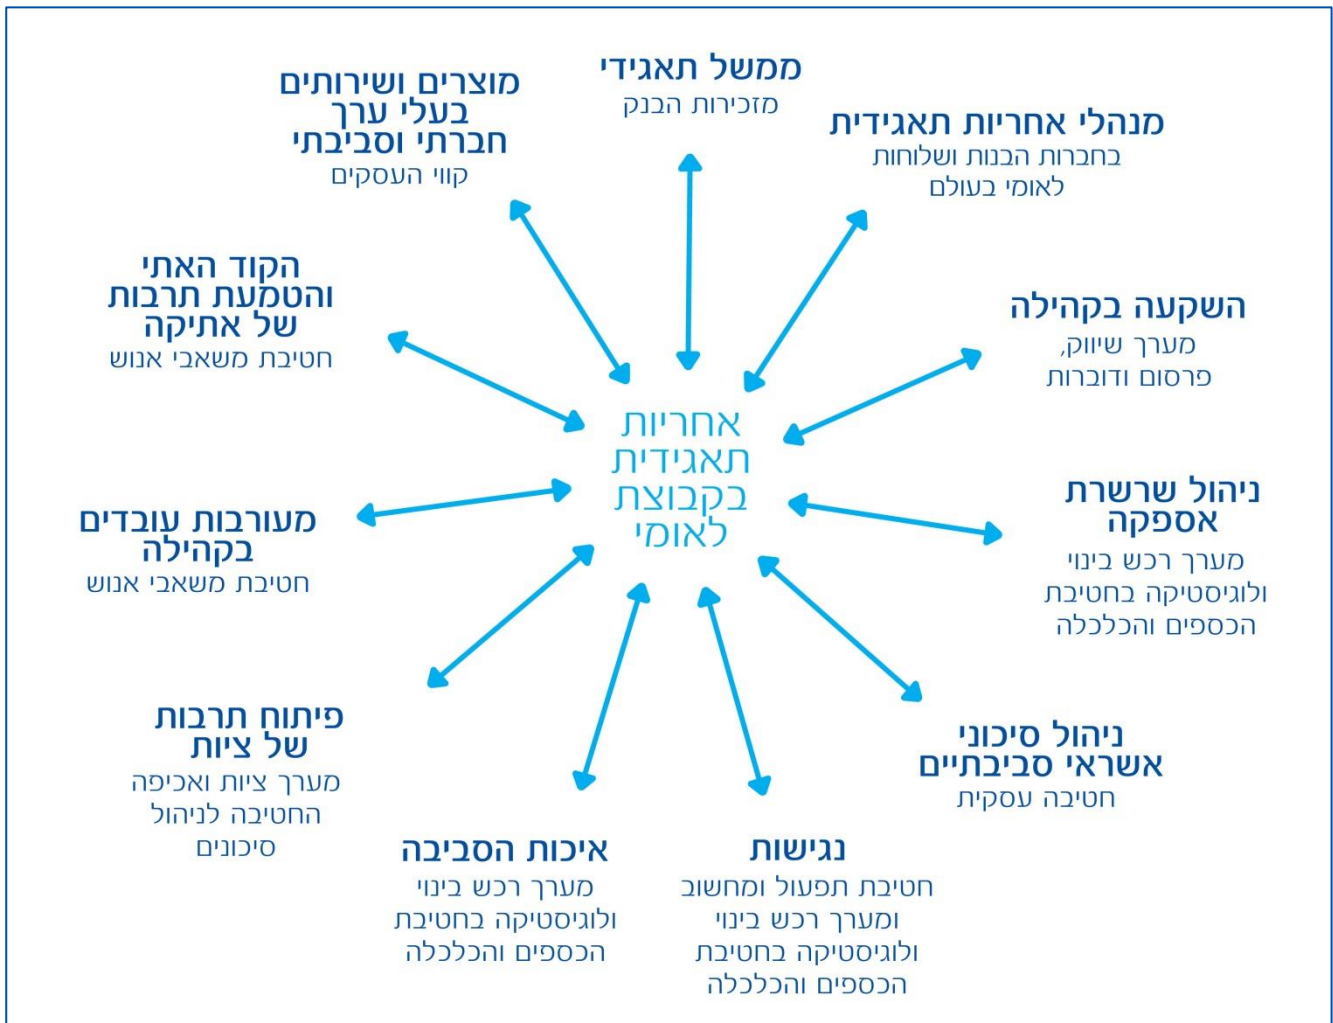 ממשל תאגידי
מזכירות הבנק
מנהלי אחריות תאגידית
בחברות הבנות ושלוחות
לאומי בעולם
השקעה בקהילה
מערך שיווק,
פרסום ודוברות
ניהול שרשרת
אספקה
מערך רכש בינוי
ולוגיסטיקה בחטיבת
הכספים והכלכלה
ניהול סיכוני
אשראי סביבתיים
חטיבה עסקית
נגישות
חטיבת תפעול ומחשוב
ומערך רכש בינוי
ולוגיסטיקה בחטיבת
הכספים והכלכלה
איכות הסביבה
מערך רכש בינוי
ולוגיסטיקה בחטיבת
הכספים והכלכלה
פיתוח תרבות
של ציות
מערך ציות ואכיפה
החטיבה לניהול
סיכונים
מעורבות עובדים
בקהילה
חטיבת משאבי אנוש
הקוד האתי
והטמעת תרבות
של אתיקה
חטיבת משאבי אנוש
מוצרים ושירותים
בעלי ערך
חברתי וסביבתי
קווי העסקים
אחריות
תאגידית
בקבוצת
לאומי